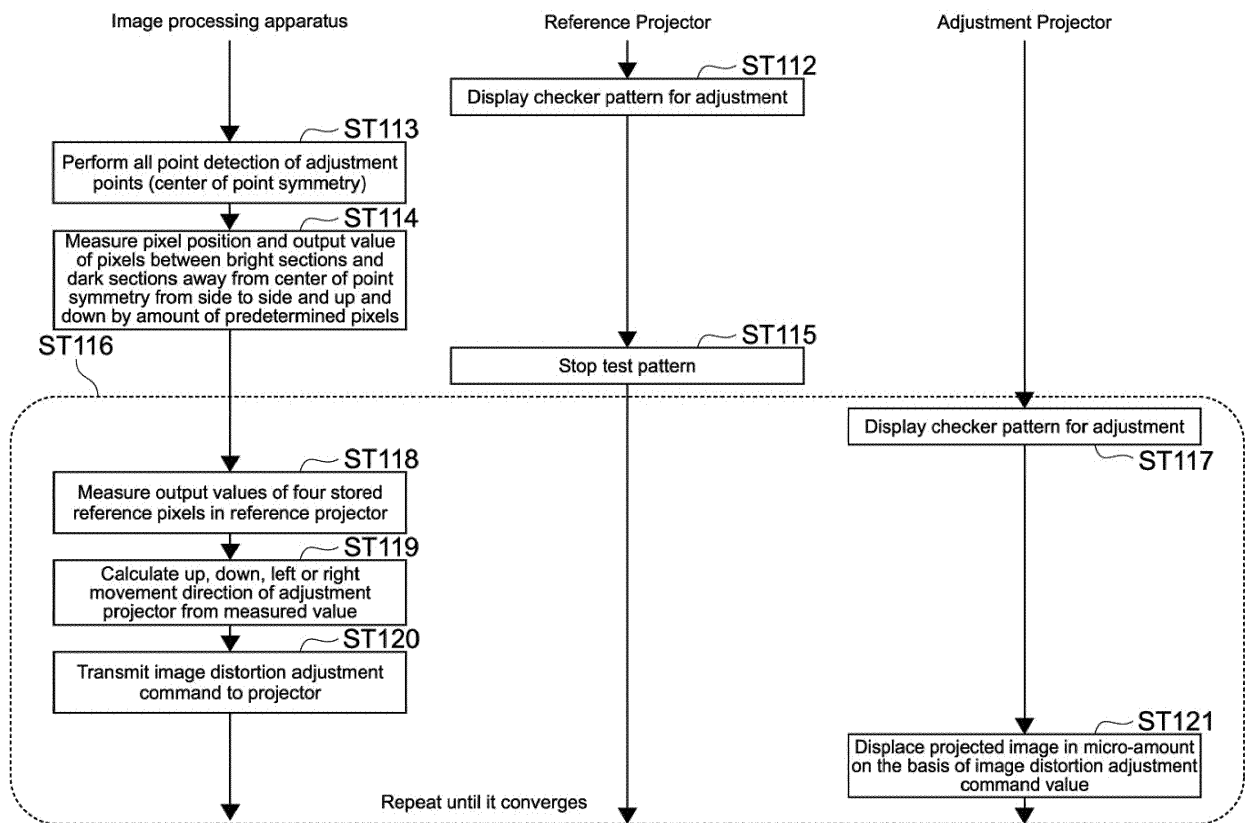 Image processing apparatus
Reference Projector
Adjustment Projector
ST112
Display checker pattern for adjustment
ST113
Perform all point detection of adjustment
points (center of point symmetry)
ST114
Measure pixel position and output value
of pixels between bright sections and
dark sections away from center of point
symmetry from side to side and up and
down by amount of predetermined pixels
ST115
Stop test pattern
ST116
Display checker pattern for adjustment
ST117
ST118
Measure output values of four stored
reference pixels in reference projector
ST119
Calculate up, down, left or right
movement direction of adjustment
projector from measured value
ST120
Transmit image distortion adjustment
command to projector
ST121
Displace projected image in micro-amount
on the basis of image distortion adjustment
command value
Repeat until it converges